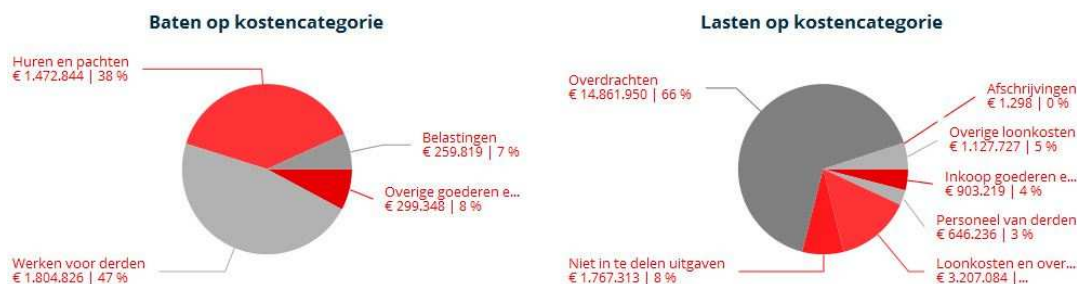 Baten op kostencategorie
Huren en pachten
€ 1.472.844 | 38 %
Belastingen
€ 259.819 | 7 %
Overige goederen e...
€ 299.348 | 8 %
Werken voor derden
€ 1.804.826 | 47 %
Lasten op kostencategorie
Overdrachten
€ 14.861.950 | 66 %
Afschrijvingen
€ 1.298 | 0 %
Overige loonkosten
€ 1.127.727 | 5 %
Inkoop goederen e...
€ 903.219 | 4 %
Personeel van derden
€ 646.236 | 3 %
Loonkosten en over...
€ 3.207.084 |...
Niet in te delen uitgaven
€ 1.767.313 | 8 %